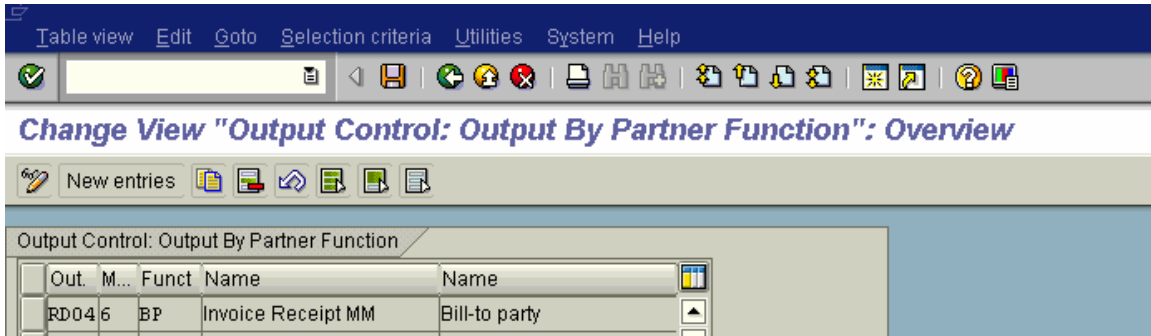 Table view Edit Goto Selection criteria Utilities System Help
Change View "Output Control: Output By Partner Function": Overview
New entries
Output Control: Output By Partner Function
Out. M... Funct Name Name
RD04 6 BP Invoice Receipt MM Bill-to party